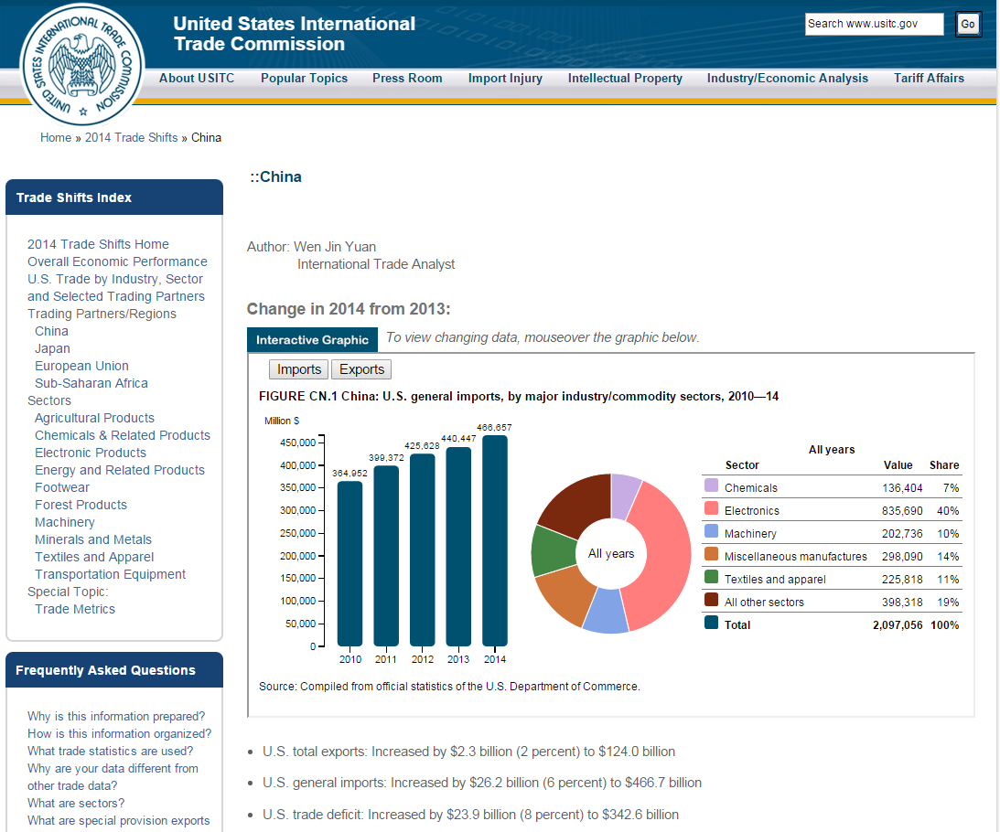 United States International
Trade Commission
Search www.usitc.gov
Go
UNITED STATES INTERNATIONAL TRADE COMMISSION
About USITC
Popular Topics
Press Room
Import Injury
Intellectual Property
Industry/Economic Analysis
Tariff Affairs
Home » 2014 Trade Shifts » China
Trade Shifts Index
2014 Trade Shifts Home
Overall Economic Performance
U.S. Trade by Industry, Sector
and Selected Trading Partners
Trading Partners/Regions
China
Japan
European Union
Sub-Saharan Africa
Sectors
Agricultural Products
Chemicals & Related Products
Electronic Products
Energy and Related Products
Footwear
Forest Products
Machinery
Minerals and Metals
Textiles and Apparel
Transportation Equipment
Special Topic:
Trade Metrics
Frequently Asked Questions
Why is this information prepared?
How is this information organized?
What trade statistics are used?
Why are your data different from
other trade data?
What are sectors?
What are special provision exports
::China
Author: Wen Jin Yuan
International Trade Analyst
Change in 2014 from 2013:
Interactive Graphic
To view changing data, mouseover the graphic below.
Imports
Exports
FIGURE CN.1 China: U.S. general imports, by major industry/commodity sectors, 2010—14
Million $
450,000
400,000
350,000
300,000
250,000
200,000
150,000
100,000
50,000
0
364,952
399,372
425,628
440,447
466,657
2010
2011
2012
2013
2014
All years
All years
Sector Value Share
Chemicals 136,404 7%
Electronics 835,690 40%
Machinery 202,736 10%
Miscellaneous manufactures 298,090 14%
Textiles and apparel 225,818 11%
All other sectors 398,318 19%
Total 2,097,056 100%
Source: Compiled from official statistics of the U.S. Department of Commerce.
• U.S. total exports: Increased by $2.3 billion (2 percent) to $124.0 billion
• U.S. general imports: Increased by $26.2 billion (6 percent) to $466.7 billion
• U.S. trade deficit: Increased by $23.9 billion (8 percent) to $342.6 billion